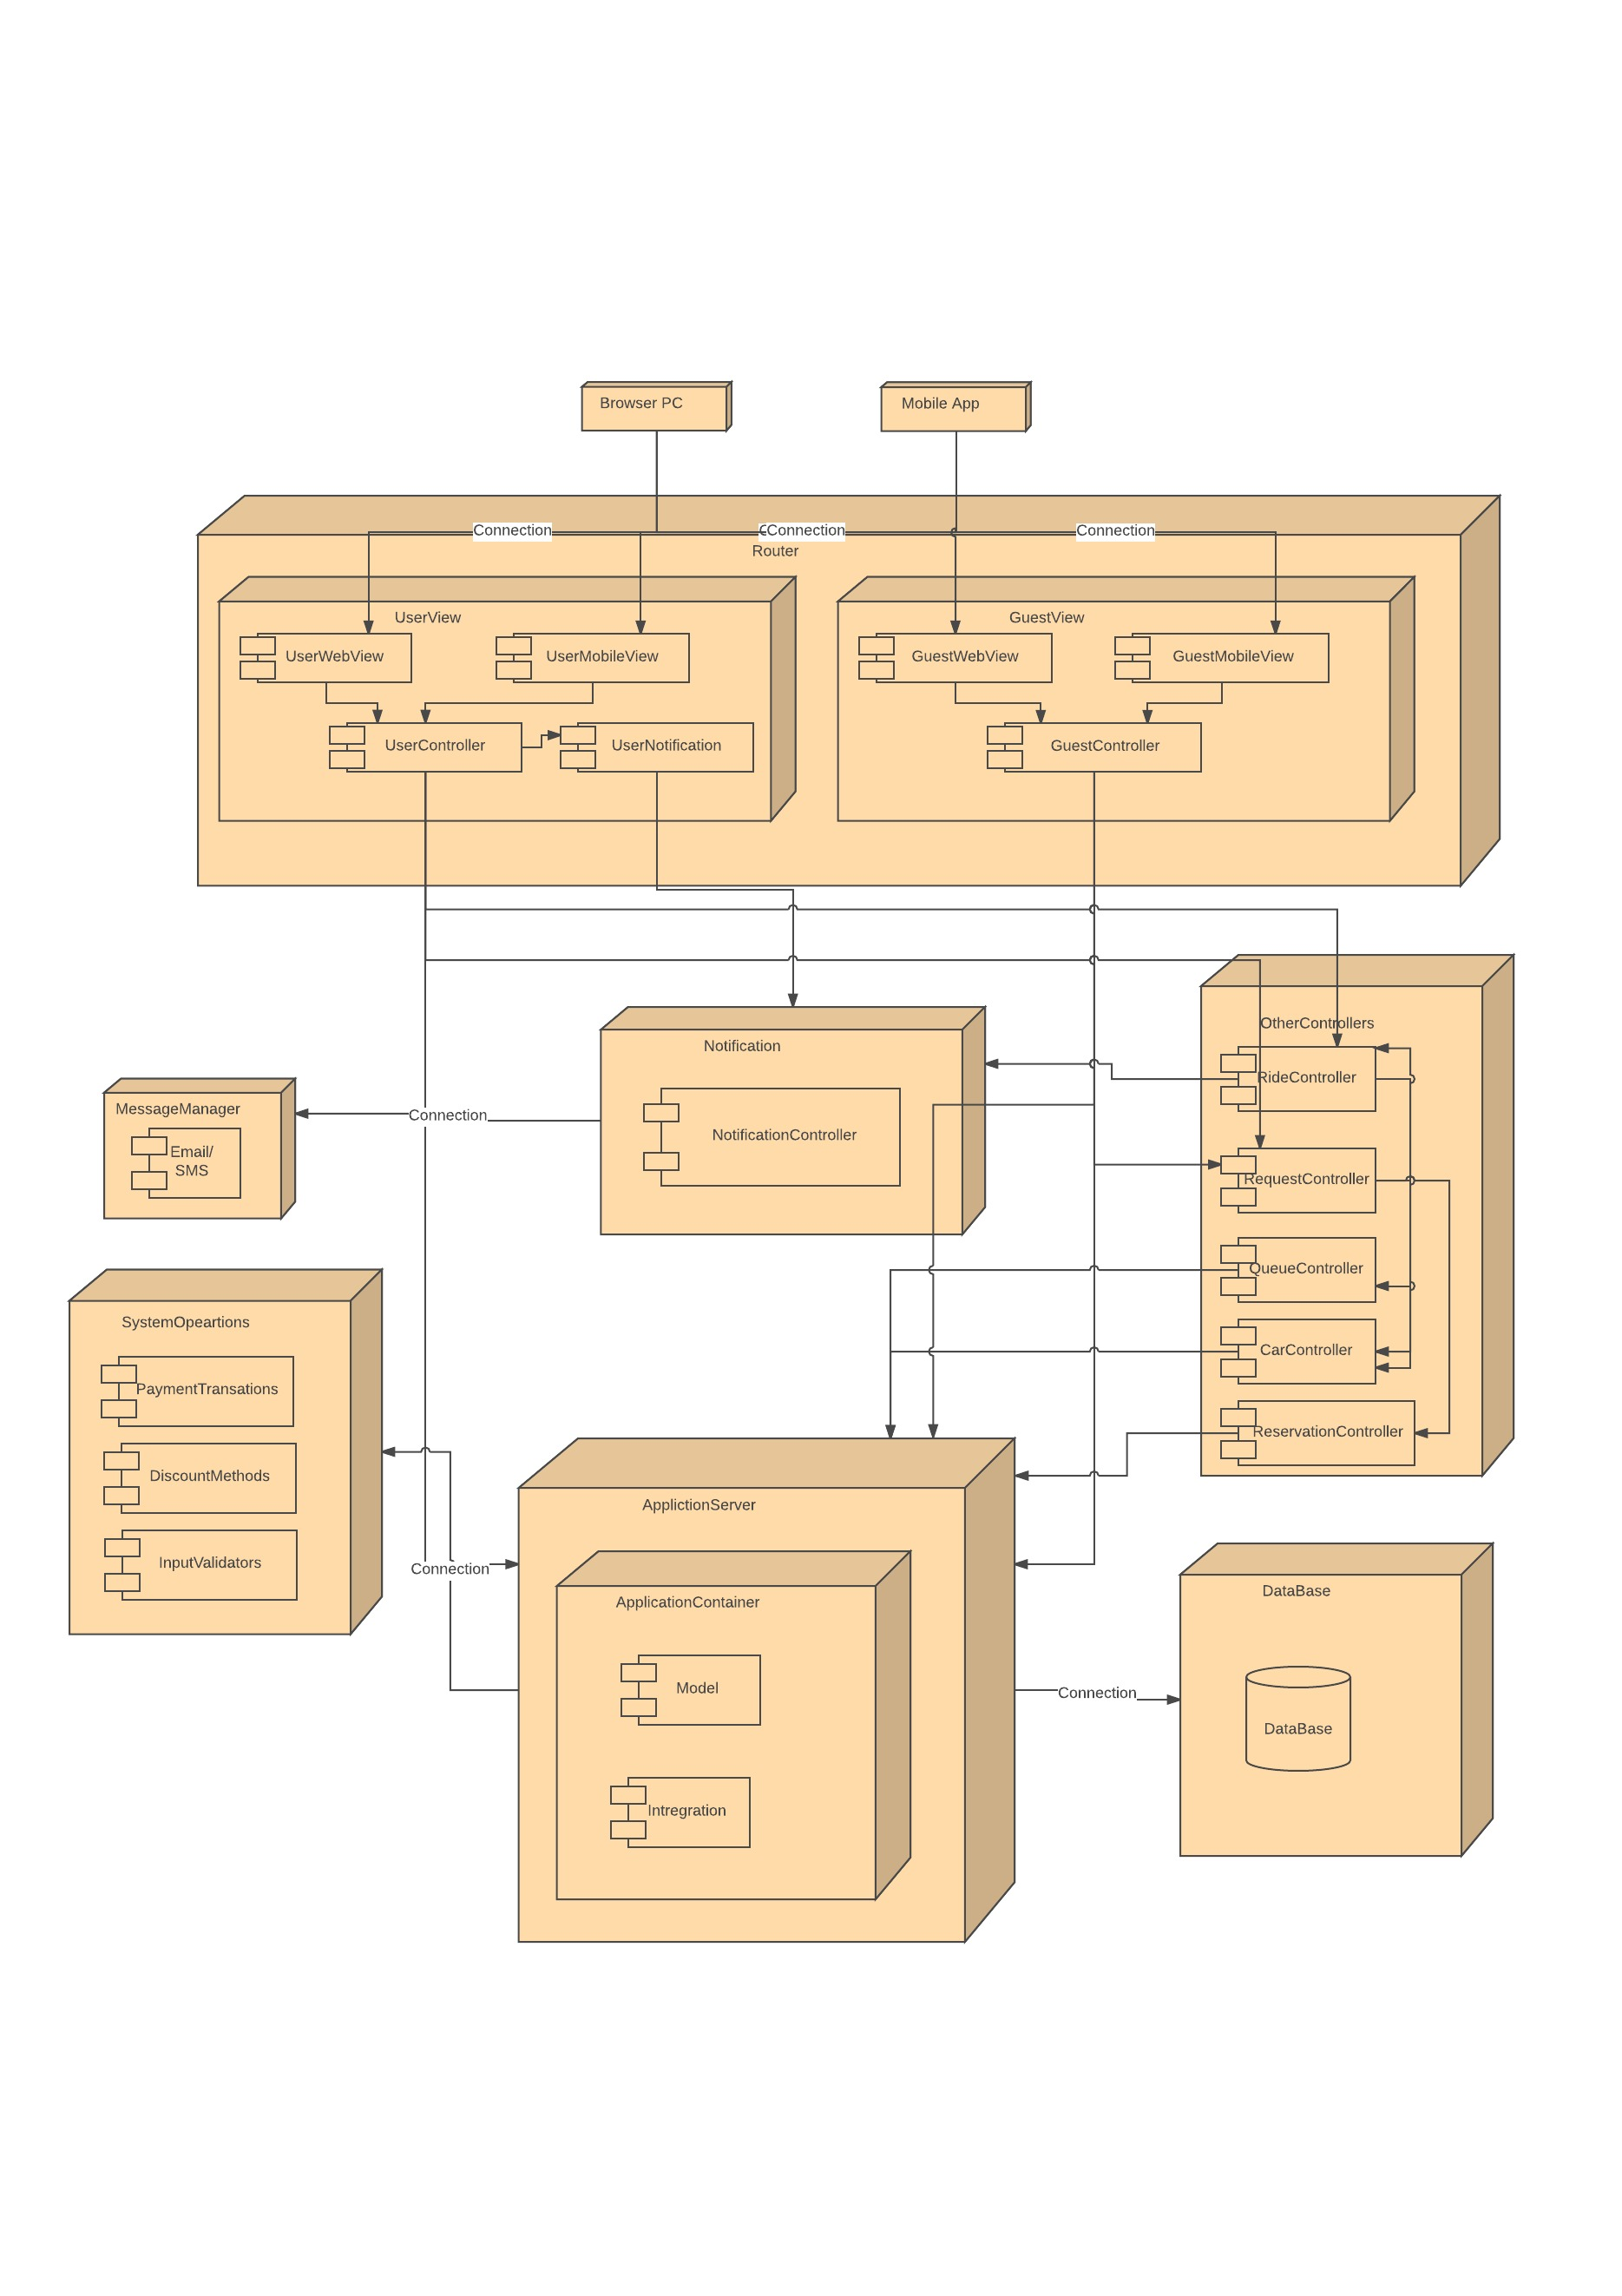 Browser PC
Mobile App
Connection
Connection
Connection
Router
UserView
GuestView
UserWebView
UserMobileView
GuestWebView
GuestMobileView
UserController
UserNotification
GuestController
OtherControllers
Notification
RideController
MessageManager
Connection
NotificationController
Email/
SMS
RequestController
QueueController
SystemOpeartions
CarController
PaymentTransations
ReservationController
DiscountMethods
ApplictionServer
InputValidators
Connection
DataBase
ApplicationContainer
Model
Connection
DataBase
Intregration